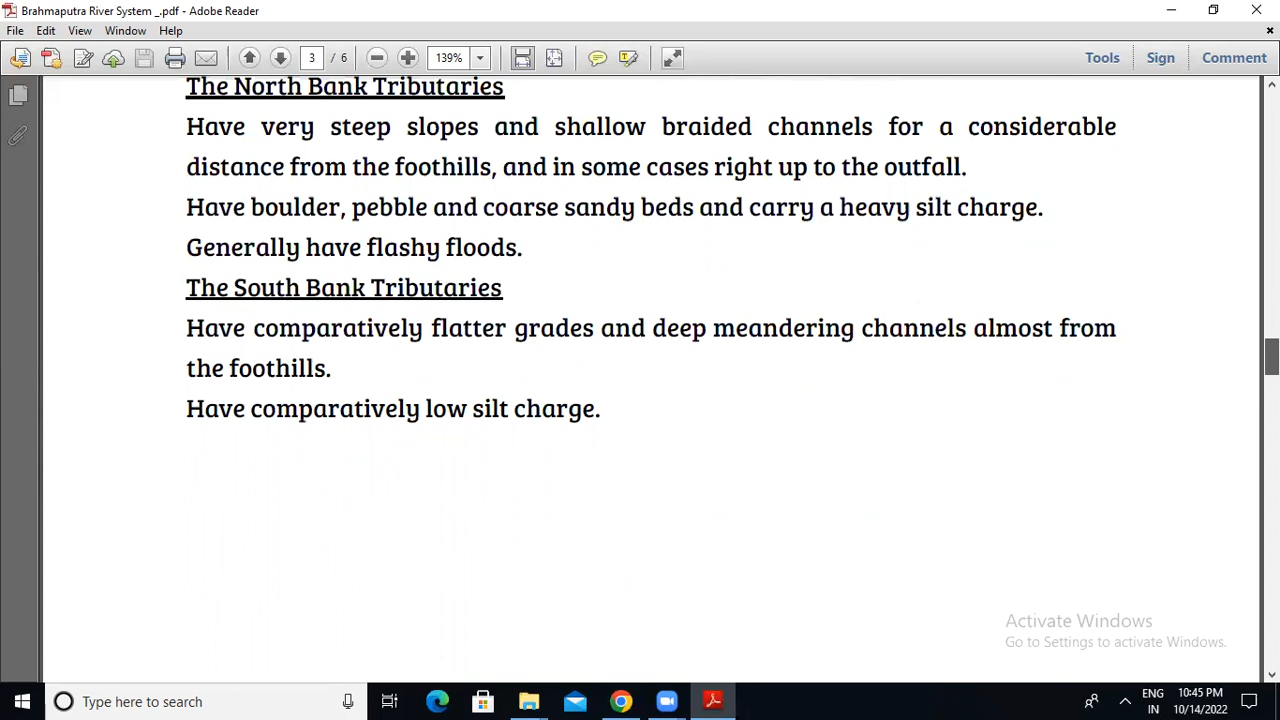 Brahmaputra River System _.pdf - Adobe Reader
File Edit View Window Help
3 / 6 139% Tools Sign Comment
The North Bank Tributaries
Have very steep slopes and shallow braided channels for a considerable
distance from the foothills, and in some cases right up to the outfall.
Have boulder, pebble and coarse sandy beds and carry a heavy silt charge.
Generally have flashy floods.
The South Bank Tributaries
Have comparatively flatter grades and deep meandering channels almost from
the foothills.
Have comparatively low silt charge.
Activate Windows
Go to Settings to activate Windows.
Type here to search
ENG
IN
10:45 PM
10/14/2022